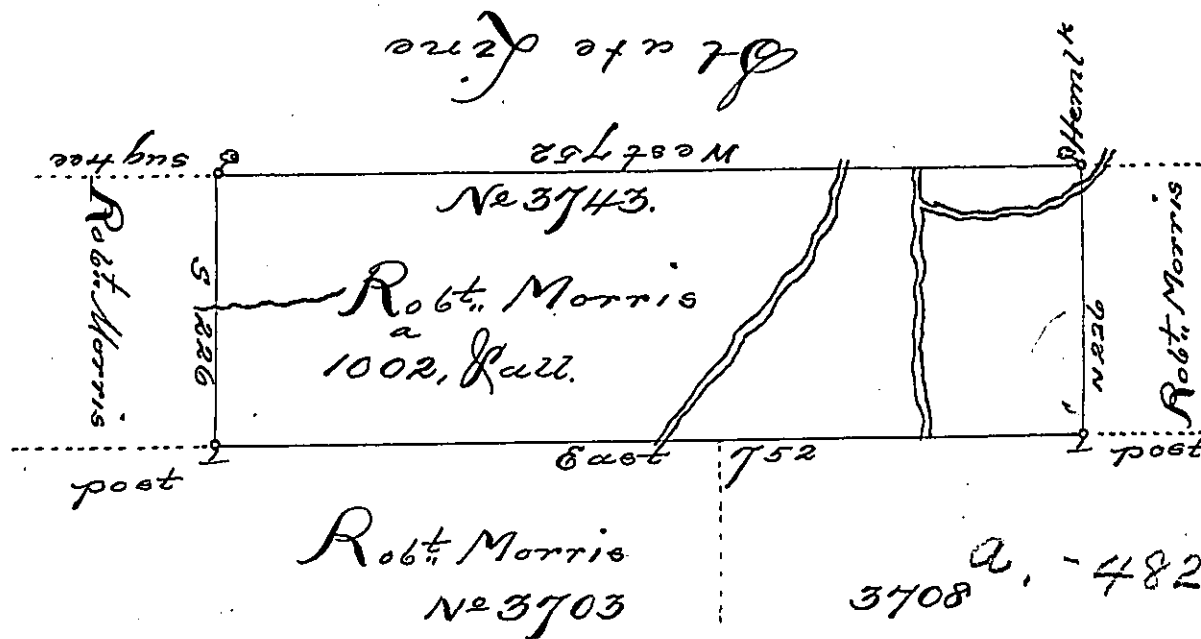 State Line
Hemlk
sug tree
West 752
No 3743.
Robt. Morris
S 226
Robt. Morris
a
1002, & all.
N 226
Robt. Morris
post
East 752
post
Robt. Morris
No 3703
3708
a. - 482